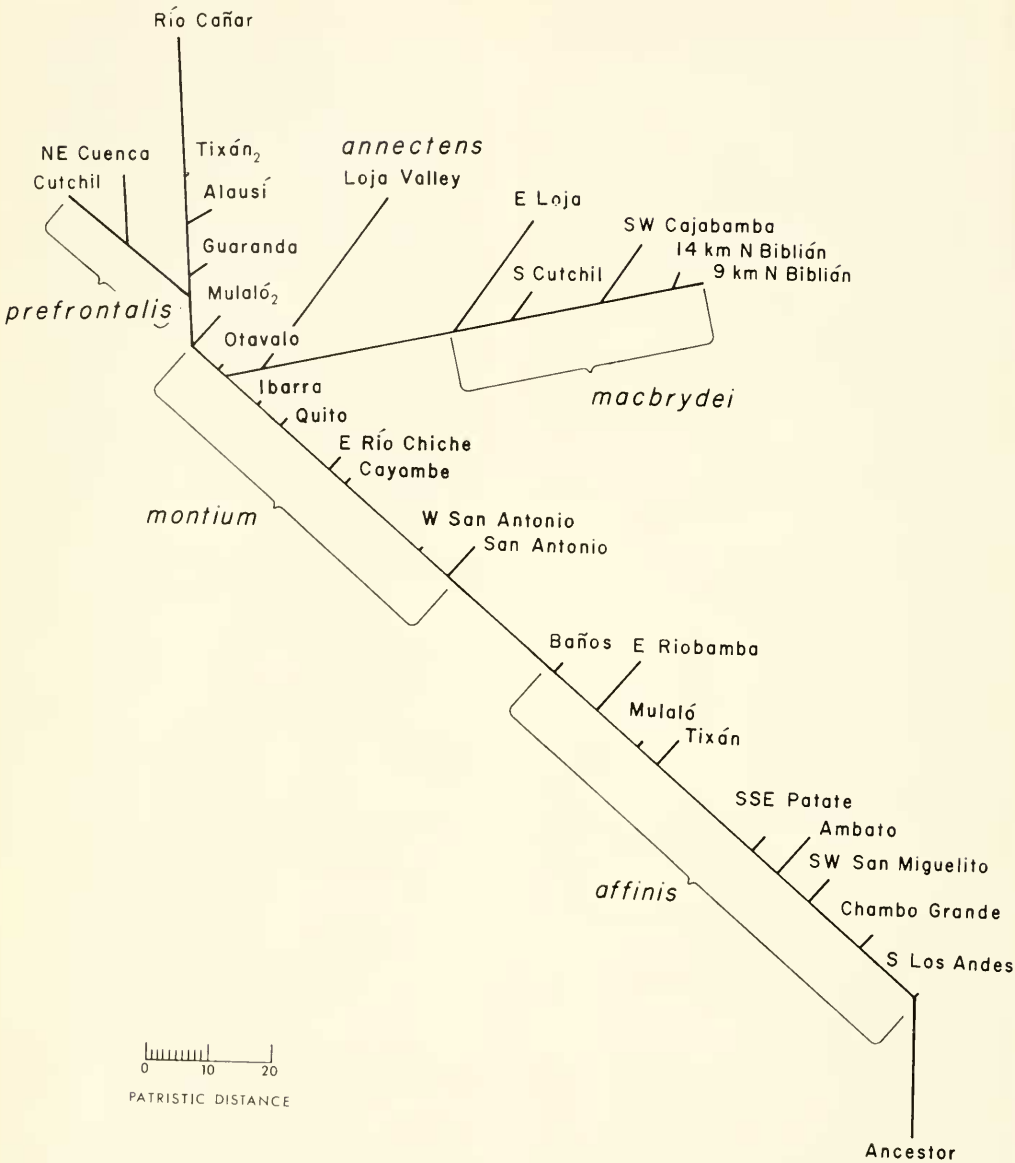 Río Cañar
NE Cuenca
Cutchil
Tixán₂
annectens
Loja Valley
Alausí
E Loja
SW Cajabamba
14 km N Biblián
9 km N Biblián
S Cutchil
Guaranda
Mulaló₂
prefrontalis
Otavalo
macbrydei
Ibarra
Quito
E Río Chiche
Cayambe
montium
W San Antonio
San Antonio
Baños
E Riobamba
Mulaló
Tixán
SSE Patate
Ambato
SW San Miguelito
affinis
Chambo Grande
S Los Andes
0 10 20
PATRISTIC DISTANCE
Ancestor